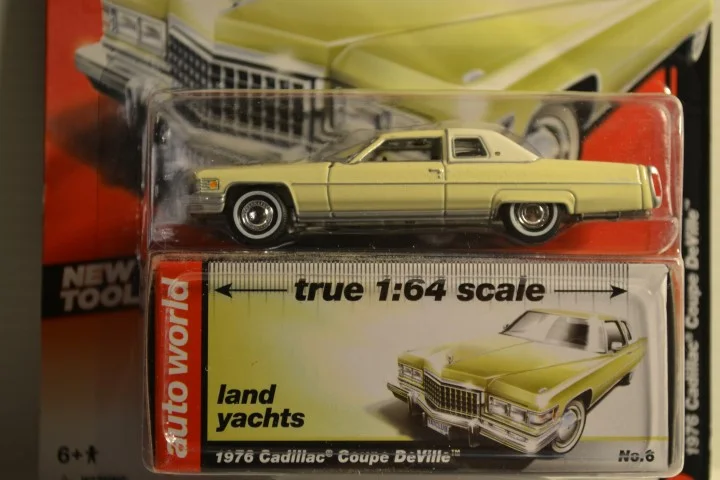 NEW
TOOL
true 1:64 scale
auto world
land
yachts
1976 Cadillac® Coupe DeVille™
No.6
6+
1976 Cadillac® Coupe DeVille™